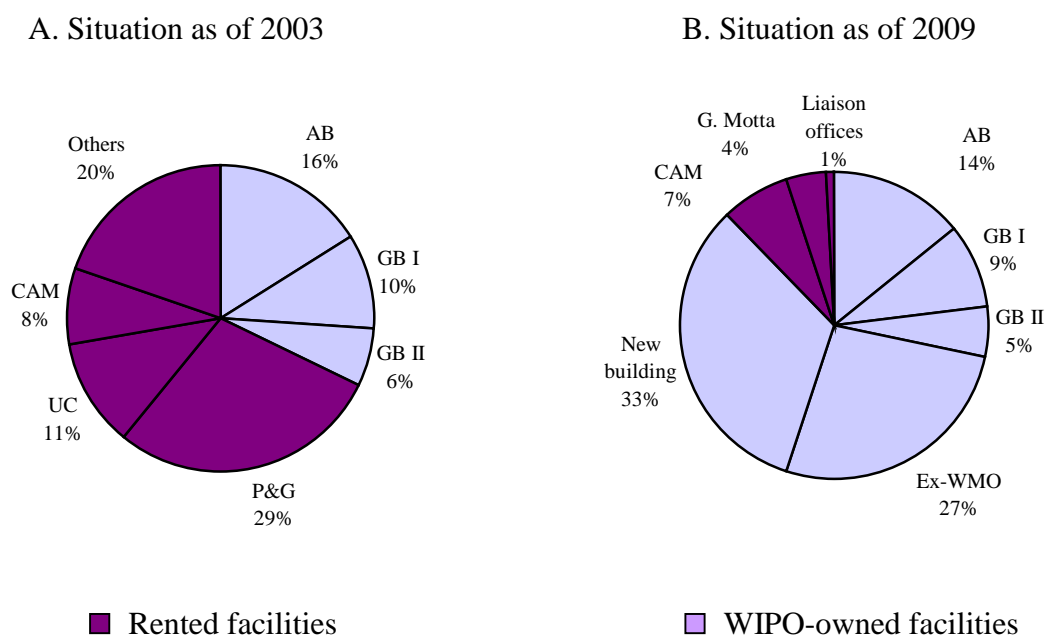 A. Situation as of 2003
Others
20%
AB
16%
GB I
10%
GB II
6%
P&G
29%
UC
11%
CAM
8%
B. Situation as of 2009
Liaison
offices
1%
G. Motta
4%
CAM
7%
AB
14%
GB I
9%
GB II
5%
Ex-WMO
27%
New
building
33%
Rented facilities
WIPO-owned facilities